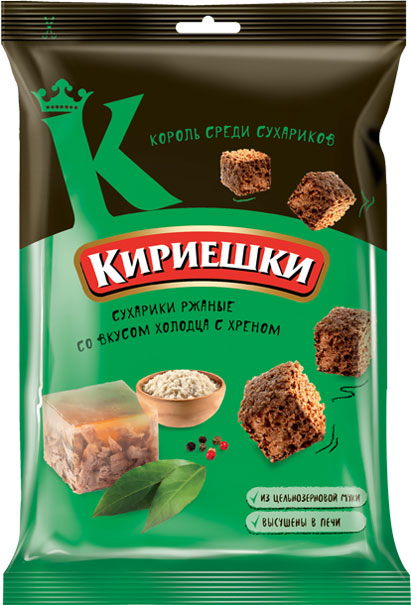 К
КОРОЛЬ СРЕДИ СУХАРИКОВ
КИРИЕШКИ
СУХАРИКИ РЖАНЫЕ
СО ВКУСОМ ХОЛОДЦА С ХРЕНОМ
ИЗ ЦЕЛЬНОЗЕРНОВОЙ МУКИ
ВЫСУШЕНЫ В ПЕЧИ